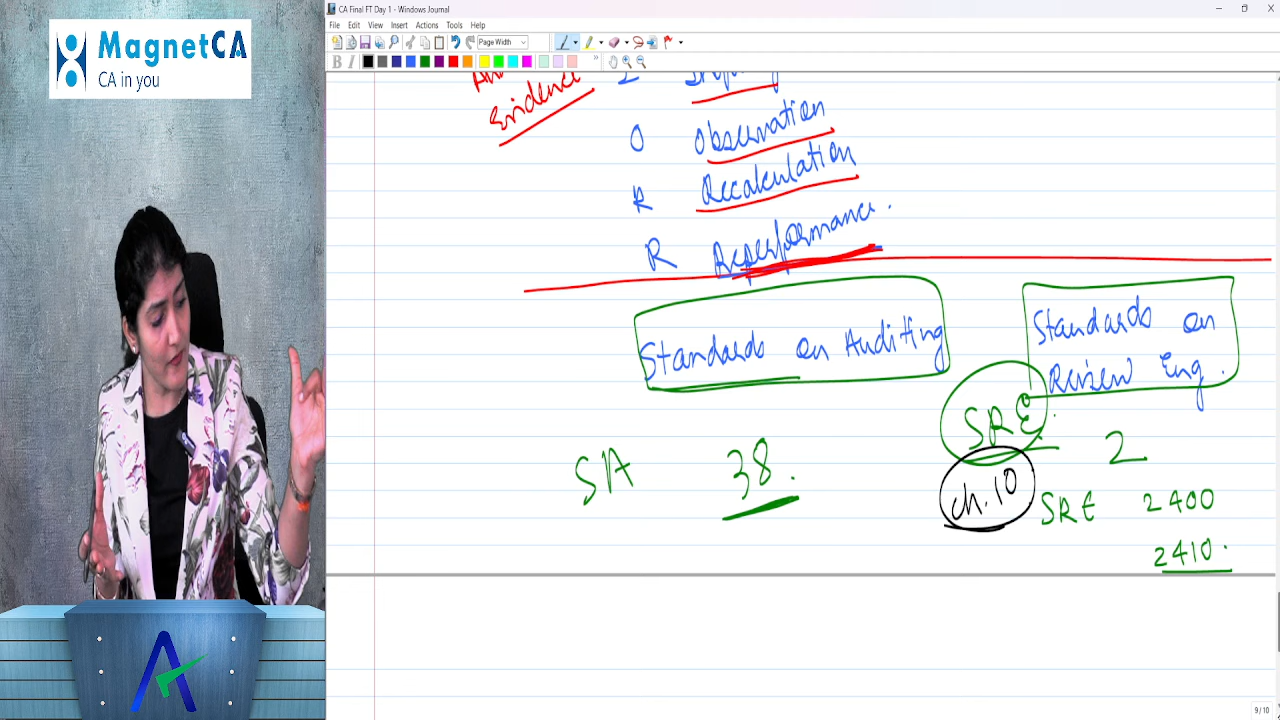 MagnetCA
CA in you
CA Final FT Day 1 - Windows Journal
File Edit View Insert Actions Tools Help
Page Width
B I
Evidence
O Observation
R Recalculation
R Reperformance.
Standards on Auditing
Standards on
Review Eng.
SRE.
SA 38.
2
ch. 10
SRE 2400
2410.
9 / 10